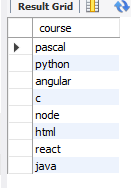 Result Grid
course
pascal
python
angular
c
node
html
react
java